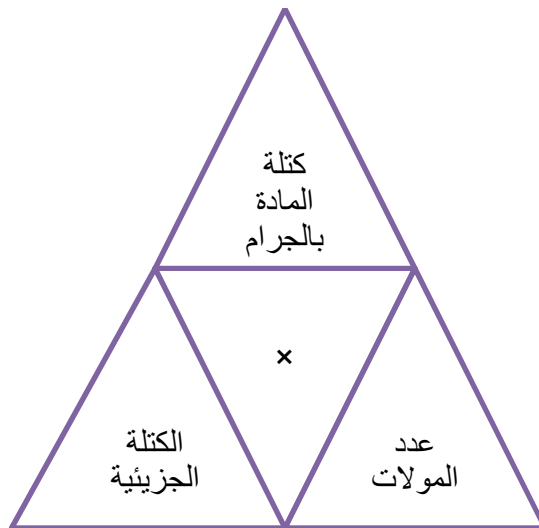 كتلة
المادة
بالجرام
×
عدد
المولات
الكتلة
الجزيئية